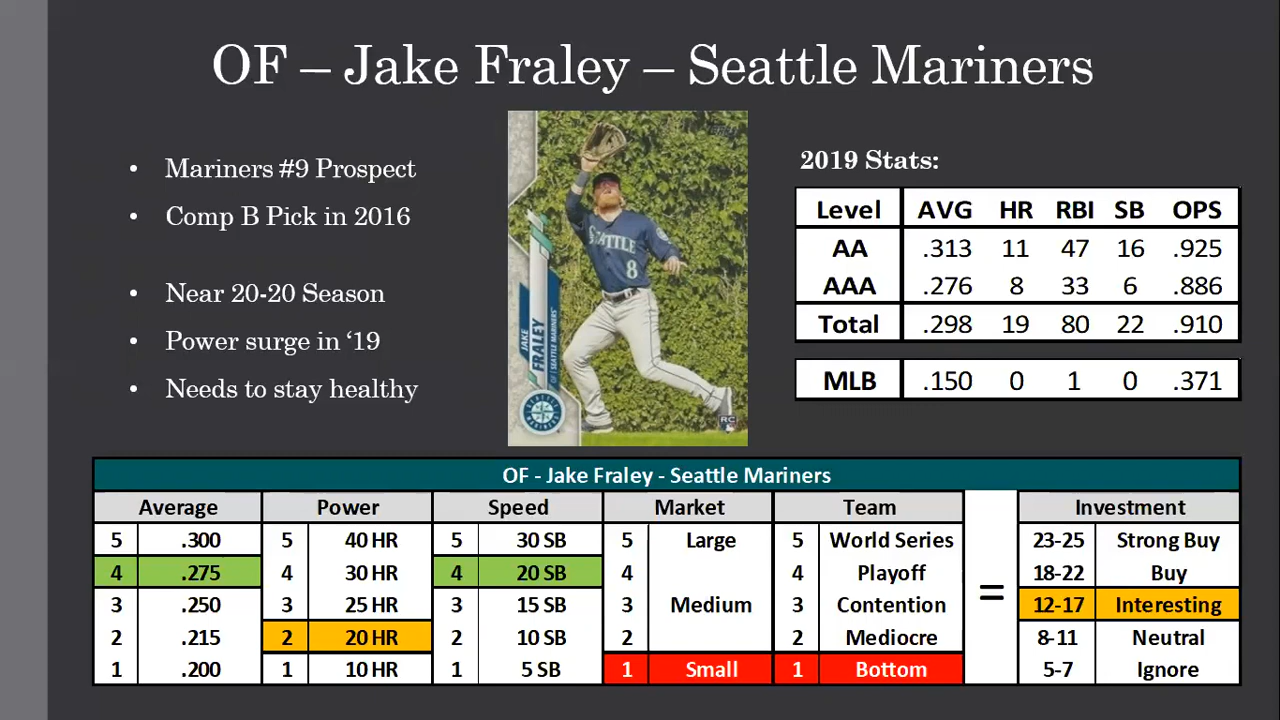 OF – Jake Fraley – Seattle Mariners
• Mariners #9 Prospect
• Comp B Pick in 2016
• Near 20-20 Season
• Power surge in ‘19
• Needs to stay healthy
SEATTLE
8
JAKE
FRALEY
OF | SEATTLE MARINERS
RC
2019 Stats:
Level AVG HR RBI SB OPS
AA .313 11 47 16 .925
AAA .276 8 33 6 .886
Total .298 19 80 22 .910
MLB .150 0 1 0 .371
OF - Jake Fraley - Seattle Mariners
Average Power Speed Market Team Investment
5 .300 5 40 HR 5 30 SB 5 Large 5 World Series 23-25 Strong Buy
4 .275 4 30 HR 4 20 SB 4 4 Playoff 18-22 Buy
3 .250 3 25 HR 3 15 SB 3 Medium 3 Contention = 12-17 Interesting
2 .215 2 20 HR 2 10 SB 2 2 Mediocre 8-11 Neutral
1 .200 1 10 HR 1 5 SB 1 Small 1 Bottom 5-7 Ignore